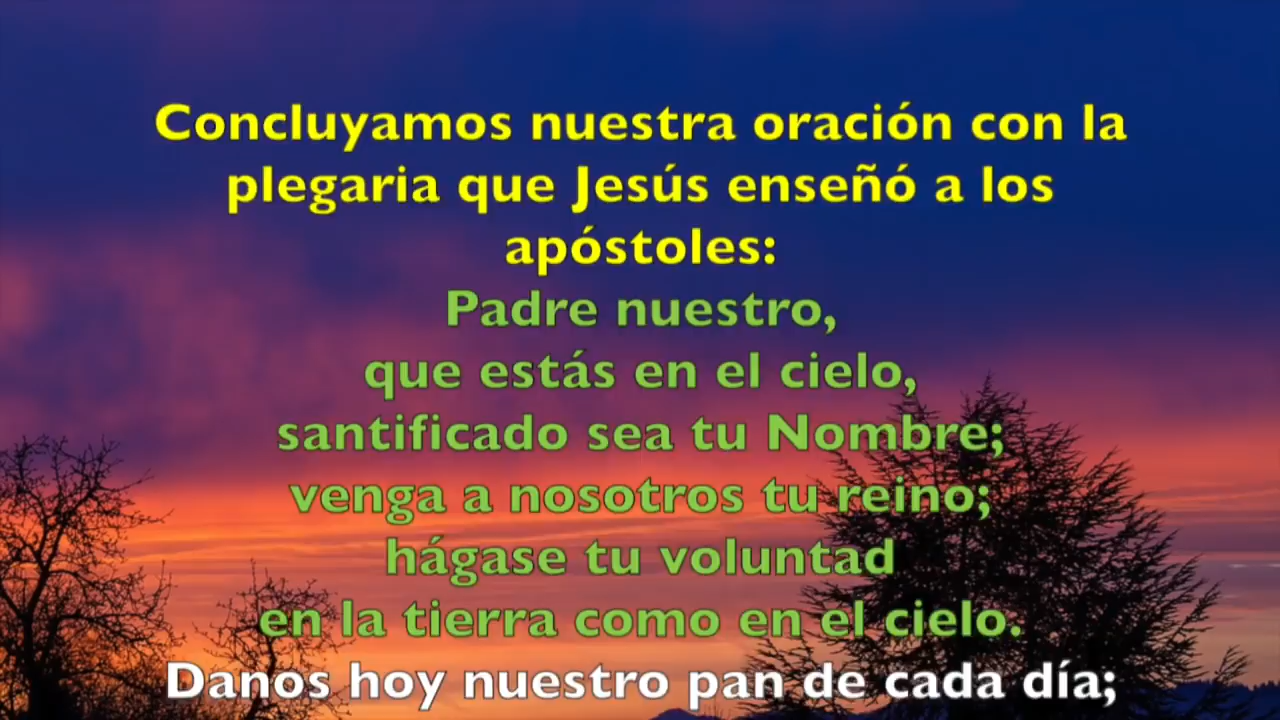 Concluyamos nuestra oración con la
plegaria que Jesús enseñó a los
apóstoles:
Padre nuestro,
que estás en el cielo,
santificado sea tu Nombre;
venga a nosotros tu reino;
hágase tu voluntad
en la tierra como en el cielo.
Danos hoy nuestro pan de cada día;